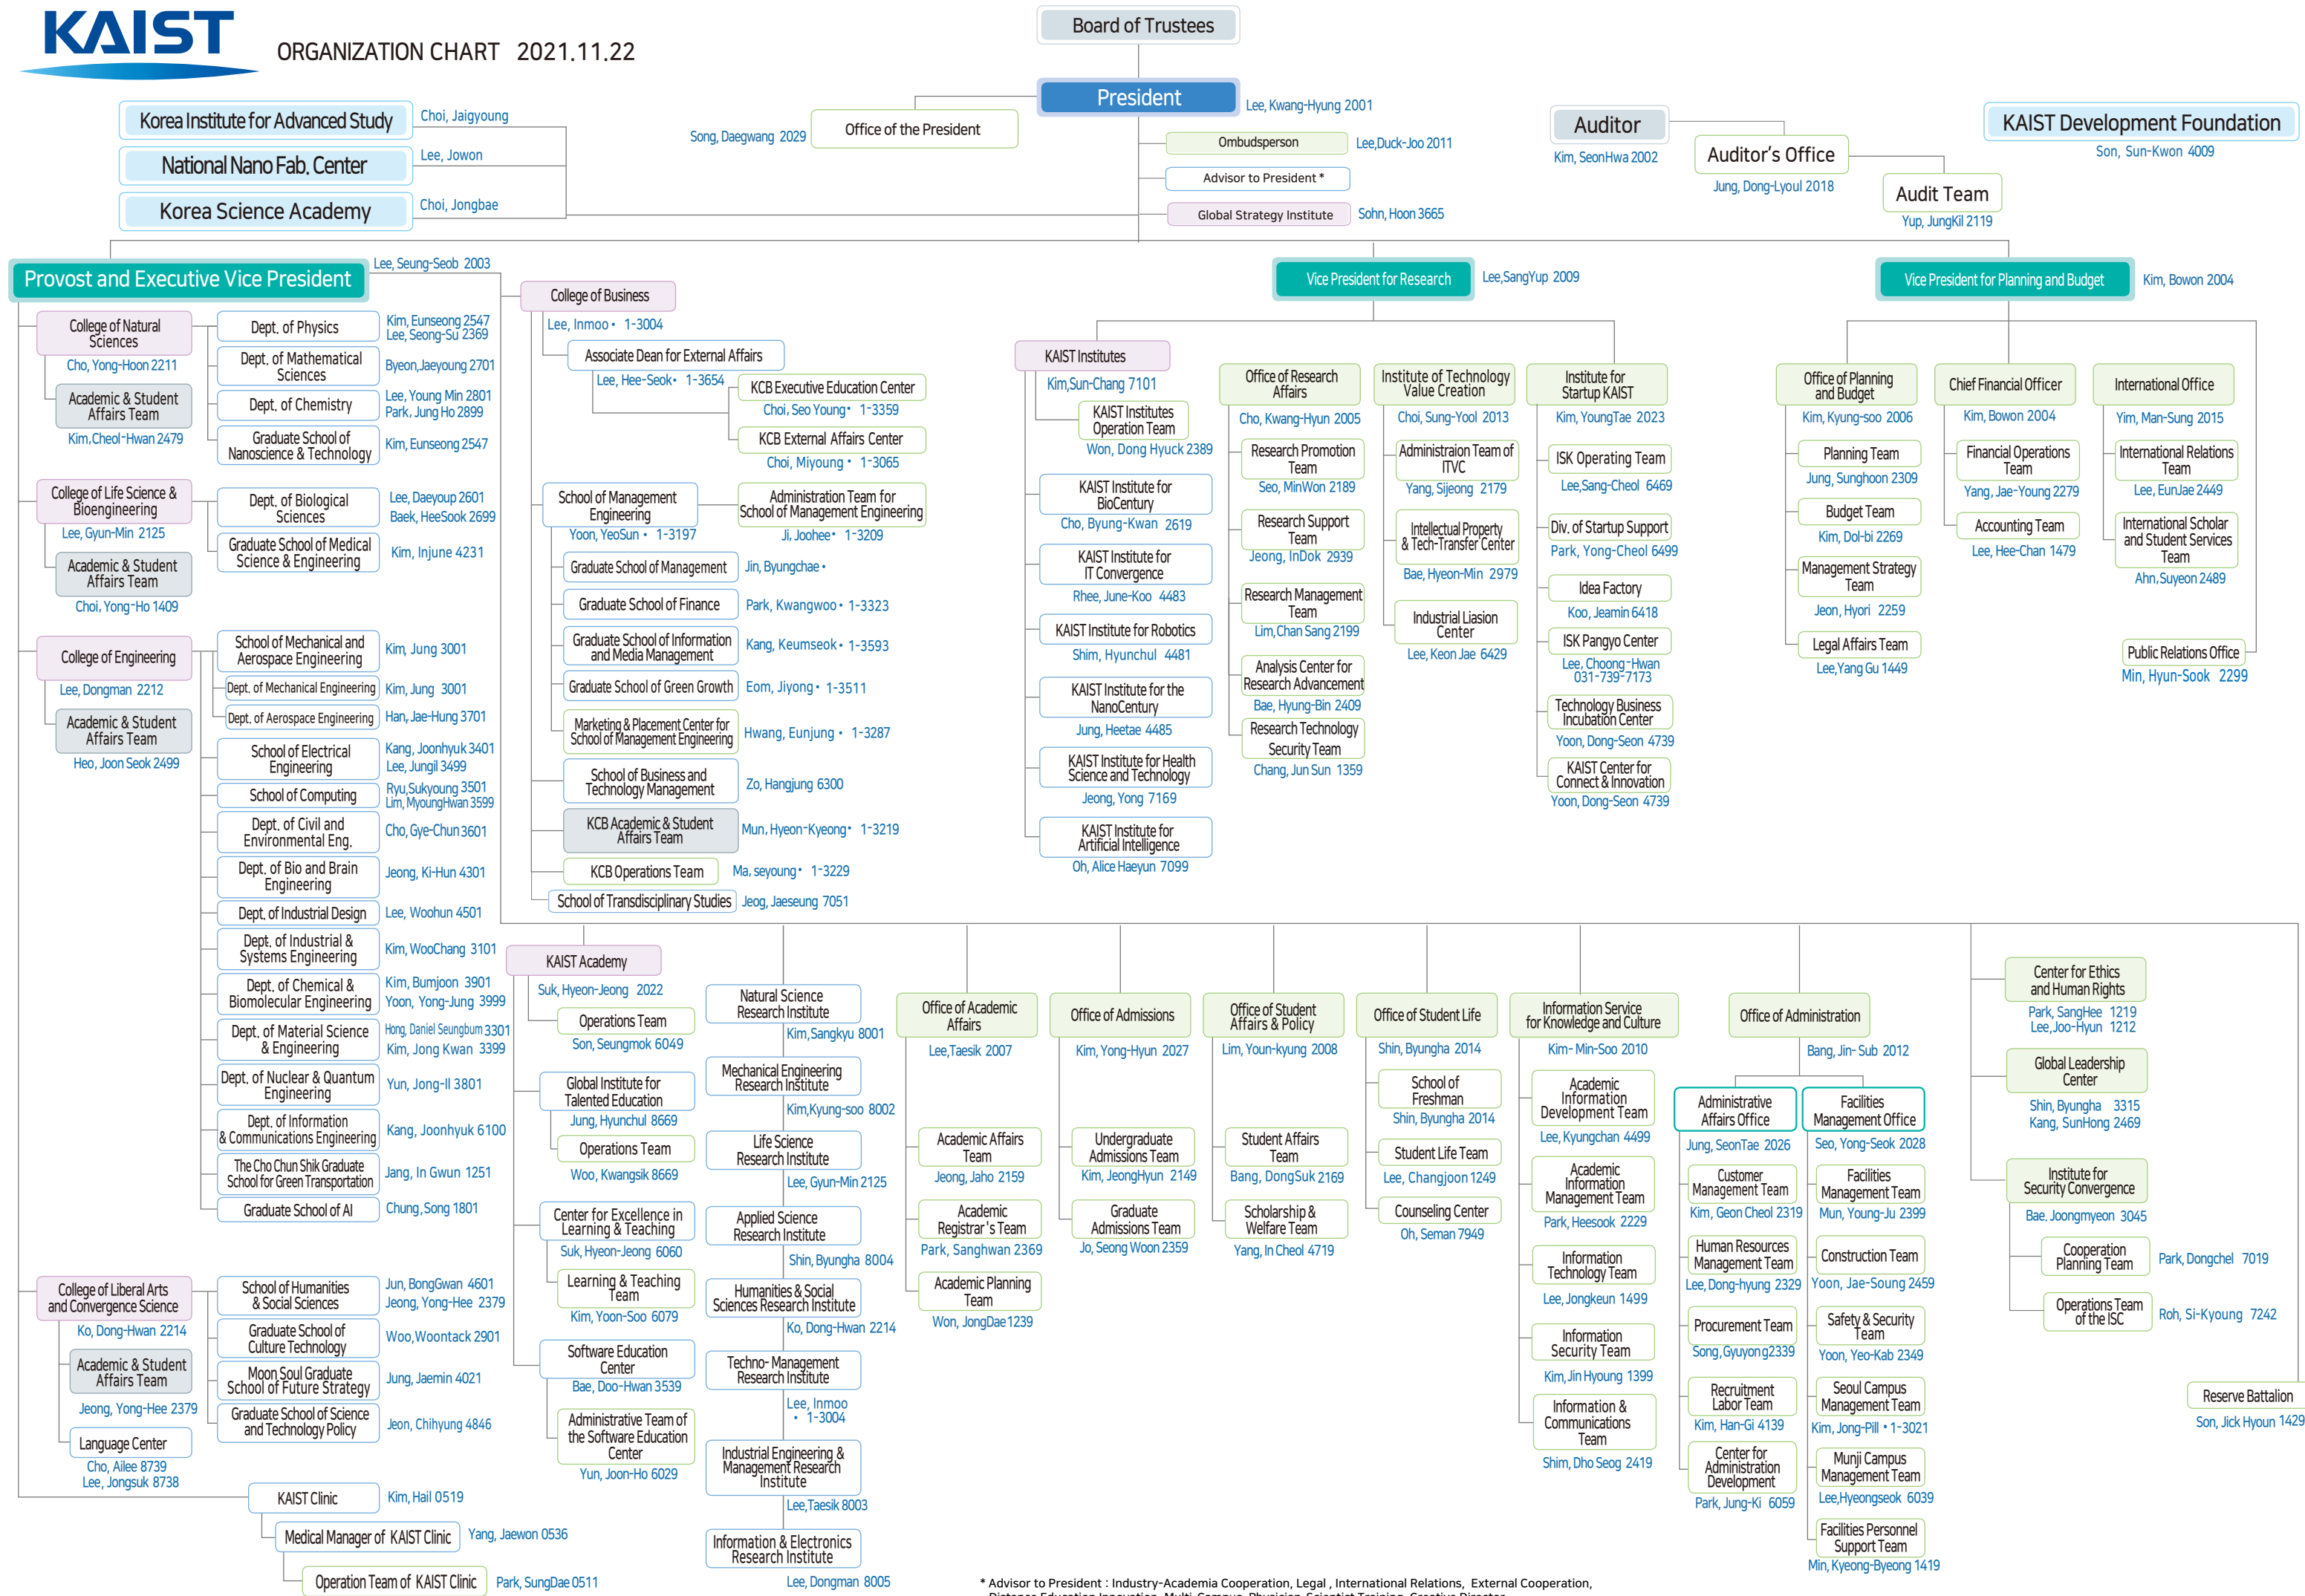 KAIST
ORGANIZATION CHART 2021.11.22
Board of Trustees
President
Lee, Kwang-Hyung 2001
Office of the President
Song, Daegwang 2029
Ombudsperson
Lee,Duck-Joo 2011
Advisor to President *
Global Strategy Institute
Sohn, Hoon 3665
Auditor
Kim, SeonHwa 2002
Auditor's Office
Jung, Dong-Lyoul 2018
Audit Team
Yup, JungKil 2119
KAIST Development Foundation
Son, Sun-Kwon 4009
Korea Institute for Advanced Study
Choi, Jaigyoung
National Nano Fab. Center
Lee, Jowon
Korea Science Academy
Choi, Jongbae
Provost and Executive Vice President
Lee, Seung-Seob 2003
College of Natural
Sciences
Cho, Yong-Hoon 2211
Academic & Student
Affairs Team
Kim,Cheol-Hwan 2479
Dept. of Physics
Kim, Eunseong 2547
Lee, Seong-Su 2369
Dept. of Mathematical
Sciences
Byeon,Jaeyoung 2701
Dept. of Chemistry
Lee, Young Min 2801
Park, Jung Ho 2899
Graduate School of
Nanoscience & Technology
Kim, Eunseong 2547
College of Life Science &
Bioengineering
Lee, Gyun-Min 2125
Academic & Student
Affairs Team
Choi, Yong-Ho 1409
Dept. of Biological
Sciences
Lee, Daeyoup 2601
Baek, HeeSook 2699
Graduate School of Medical
Science & Engineering
Kim, Injune 4231
College of Engineering
Lee, Dongman 2212
Academic & Student
Affairs Team
Heo, Joon Seok 2499
School of Mechanical and
Aerospace Engineering
Kim, Jung 3001
Dept. of Mechanical Engineering
Kim, Jung 3001
Dept. of Aerospace Engineering
Han, Jae-Hung 3701
School of Electrical
Engineering
Kang, Joonhyuk 3401
Lee, Jungil 3499
School of Computing
Ryu,Sukyoung 3501
Lim, MyoungHwan 3599
Dept. of Civil and
Environmental Eng.
Cho, Gye-Chun 3601
Dept. of Bio and Brain
Engineering
Jeong, Ki-Hun 4301
Dept. of Industrial Design
Lee, Woohun 4501
Dept. of Industrial &
Systems Engineering
Kim, WooChang 3101
Dept. of Chemical &
Biomolecular Engineering
Kim, Bumjoon 3901
Yoon, Yong-Jung 3999
Dept. of Material Science
& Engineering
Hong, Daniel Seungbum 3301
Kim, Jong Kwan 3399
Dept. of Nuclear & Quantum
Engineering
Yun, Jong-Il 3801
Dept. of Information
& Communications Engineering
Kang, Joonhyuk 6100
The Cho Chun Shik Graduate
School for Green Transportation
Jang, In Gwun 1251
Graduate School of AI
Chung,Song 1801
College of Liberal Arts
and Convergence Science
Ko, Dong-Hwan 2214
Academic & Student
Affairs Team
Jeong, Yong-Hee 2379
Language Center
Cho, Ailee 8739
Lee, Jongsuk 8738
School of Humanities
& Social Sciences
Jun, BongGwan 4601
Jeong, Yong-Hee 2379
Graduate School of
Culture Technology
Woo,Woontack 2901
Moon Soul Graduate
School of Future Strategy
Jung, Jaemin 4021
Graduate School of Science
and Technology Policy
Jeon, Chihyung 4846
KAIST Clinic
Kim, Hail 0519
Medical Manager of KAIST Clinic
Yang, Jaewon 0536
Operation Team of KAIST Clinic
Park, SungDae 0511
College of Business
Lee, Inmoo • 1-3004
Associate Dean for External Affairs
Lee, Hee-Seok • 1-3654
KCB Executive Education Center
Choi, Seo Young • 1-3359
KCB External Affairs Center
Choi, Miyoung • 1-3065
School of Management
Engineering
Yoon, YeoSun • 1-3197
Administration Team for
School of Management Engineering
Ji, Joohee • 1-3209
Graduate School of Management
Jin, Byungchae •
Graduate School of Finance
Park, Kwangwoo • 1-3323
Graduate School of Information
and Media Management
Kang, Keumseok • 1-3593
Graduate School of Green Growth
Eom, Jiyong • 1-3511
Marketing & Placement Center for
School of Management Engineering
Hwang, Eunjung • 1-3287
School of Business and
Technology Management
Zo, Hangjung 6300
KCB Academic & Student
Affairs Team
Mun, Hyeon-Kyeong • 1-3219
KCB Operations Team
Ma, seyoung • 1-3229
School of Transdisciplinary Studies
Jeog, Jaeseung 7051
Vice President for Research
Lee,SangYup 2009
KAIST Institutes
Kim,Sun-Chang 7101
KAIST Institutes
Operation Team
Won, Dong Hyuck 2389
KAIST Institute for
BioCentury
Cho, Byung-Kwan 2619
KAIST Institute for
IT Convergence
Rhee, June-Koo 4483
KAIST Institute for Robotics
Shim, Hyunchul 4481
KAIST Institute for the
NanoCentury
Jung, Heetae 4485
KAIST Institute for Health
Science and Technology
Jeong, Yong 7169
KAIST Institute for
Artificial Intelligence
Oh, Alice Haeyun 7099
Office of Research
Affairs
Cho, Kwang-Hyun 2005
Research Promotion
Team
Seo, MinWon 2189
Research Support
Team
Jeong, InDok 2939
Research Management
Team
Lim,Chan Sang 2199
Analysis Center for
Research Advancement
Bae, Hyung-Bin 2409
Research Technology
Security Team
Chang, Jun Sun 1359
Institute of Technology
Value Creation
Choi, Sung-Yool 2013
Administraion Team of
ITVC
Yang, Sijeong 2179
Intellectual Property
& Tech-Transfer Center
Bae, Hyeon-Min 2979
Industrial Liasion
Center
Lee, Keon Jae 6429
Institute for
Startup KAIST
Kim, YoungTae 2023
ISK Operating Team
Lee,Sang-Cheol 6469
Div. of Startup Support
Park, Yong-Cheol 6499
Idea Factory
Koo, Jeamin 6418
ISK Pangyo Center
Lee, Choong-Hwan
031-739-7173
Technology Business
Incubation Center
Yoon, Dong-Seon 4739
KAIST Center for
Connect & Innovation
Yoon, Dong-Seon 4739
Vice President for Planning and Budget
Kim, Bowon 2004
Office of Planning
and Budget
Kim, Kyung-soo 2006
Planning Team
Jung, Sunghoon 2309
Budget Team
Kim, Dol-bi 2269
Management Strategy
Team
Jeon, Hyori 2259
Legal Affairs Team
Lee,Yang Gu 1449
Chief Financial Officer
Kim, Bowon 2004
Financial Operations
Team
Yang, Jae-Young 2279
Accounting Team
Lee, Hee-Chan 1479
International Office
Yim, Man-Sung 2015
International Relations
Team
Lee, EunJae 2449
International Scholar
and Student Services
Team
Ahn,Suyeon 2489
Public Relations Office
Min, Hyun-Sook 2299
KAIST Academy
Suk, Hyeon-Jeong 2022
Operations Team
Son, Seungmok 6049
Global Institute for
Talented Education
Jung, Hyunchul 8669
Operations Team
Woo, Kwangsik 8669
Center for Excellence in
Learning & Teaching
Suk, Hyeon-Jeong 6060
Learning & Teaching
Team
Kim, Yoon-Soo 6079
Software Education
Center
Bae, Doo-Hwan 3539
Administrative Team of
the Software Education
Center
Yun, Joon-Ho 6029
Natural Science
Research Institute
Kim,Sangkyu 8001
Mechanical Engineering
Research Institute
Kim,Kyung-soo 8002
Life Science
Research Institute
Lee, Gyun-Min 2125
Applied Science
Research Institute
Shin, Byungha 8004
Humanities & Social
Sciences Research Institute
Ko, Dong-Hwan 2214
Techno- Management
Research Institute
Lee, Inmoo
• 1-3004
Industrial Engineering &
Management Research
Institute
Lee,Taesik 8003
Information & Electronics
Research Institute
Lee, Dongman 8005
Office of Academic
Affairs
Lee,Taesik 2007
Academic Affairs
Team
Jeong, Jaho 2159
Academic
Registrar's Team
Park, Sanghwan 2369
Academic Planning
Team
Won, JongDae 1239
Office of Admissions
Kim, Yong-Hyun 2027
Undergraduate
Admissions Team
Kim, JeongHyun 2149
Graduate
Admissions Team
Jo, Seong Woon 2359
Office of Student
Affairs & Policy
Lim, Youn-kyung 2008
Student Affairs
Team
Bang, DongSuk 2169
Scholarship &
Welfare Team
Yang, In Cheol 4719
Office of Student Life
Shin, Byungha 2014
School of
Freshman
Shin, Byungha 2014
Student Life Team
Lee, Changjoon 1249
Counseling Center
Oh, Seman 7949
Information Service
for Knowledge and Culture
Kim- Min-Soo 2010
Academic
Information
Development Team
Lee, Kyungchan 4499
Academic
Information
Management Team
Park, Heesook 2229
Information
Technology Team
Lee, Jongkeun 1499
Information
Security Team
Kim,Jin Hyoung 1399
Information &
Communications
Team
Shim, Dho Seog 2419
Office of Administration
Bang, Jin- Sub 2012
Administrative
Affairs Office
Jung, SeonTae 2026
Customer
Management Team
Kim, Geon Cheol 2319
Human Resources
Management Team
Lee, Dong-hyung 2329
Procurement Team
Song,Gyuyong2339
Recruitment
Labor Team
Kim, Han-Gi 4139
Center for
Administration
Development
Park, Jung-Ki 6059
Facilities
Management Office
Seo, Yong-Seok 2028
Facilities
Management Team
Mun, Young-Ju 2399
Construction Team
Yoon, Jae-Soung 2459
Safety & Security
Team
Yoon, Yeo-Kab 2349
Seoul Campus
Management Team
Kim, Jong-Pill • 1-3021
Munji Campus
Management Team
Lee,Hyeongseok 6039
Facilities Personnel
Support Team
Min, Kyeong-Byeong 1419
Center for Ethics
and Human Rights
Park, SangHee 1219
Lee,Joo-Hyun 1212
Global Leadership
Center
Shin, Byungha 3315
Kang, SunHong 2469
Institute for
Security Convergence
Bae, Joongmyeon 3045
Cooperation
Planning Team
Park, Dongchel 7019
Operations Team
of the ISC
Roh, Si-Kyoung 7242
Reserve Battalion
Son, Jick Hyoun 1429
* Advisor to President : Industry-Academia Cooperation, Legal , International Relations, External Cooperation,